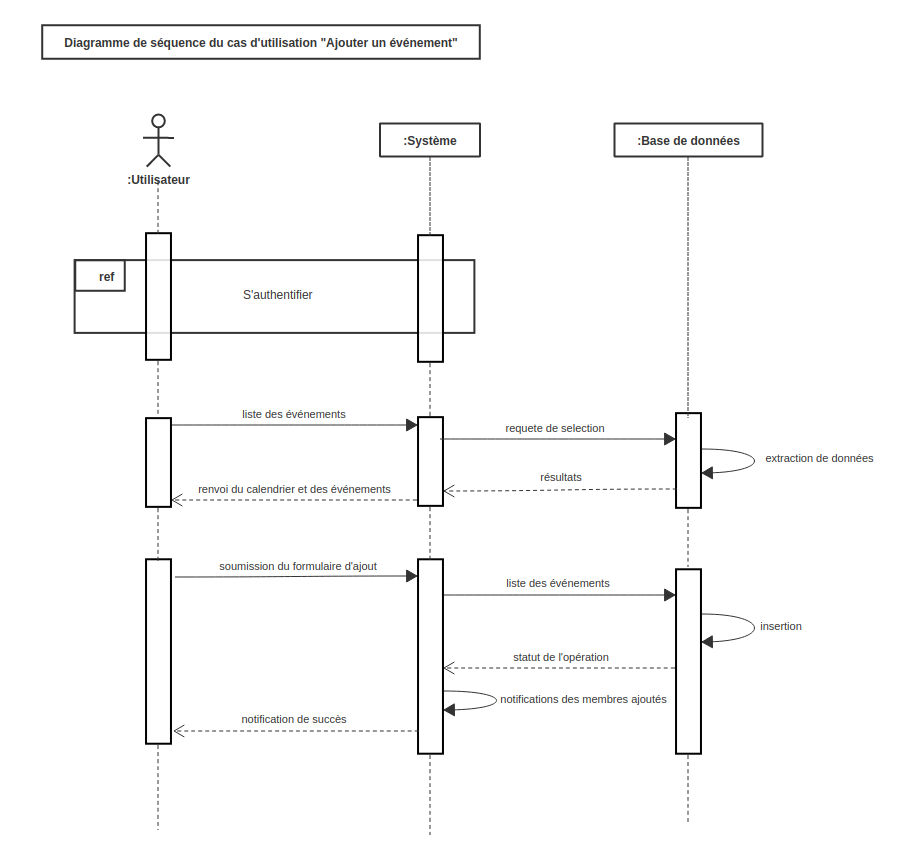 Diagramme de séquence du cas d'utilisation "Ajouter un événement"
:Utilisateur
:Système
:Base de données
ref
S'authentifier
liste des événements
requete de selection
extraction de données
résultats
renvoi du calendrier et des événements
soumission du formulaire d'ajout
liste des événements
insertion
statut de l'opération
notifications des membres ajoutés
notification de succès